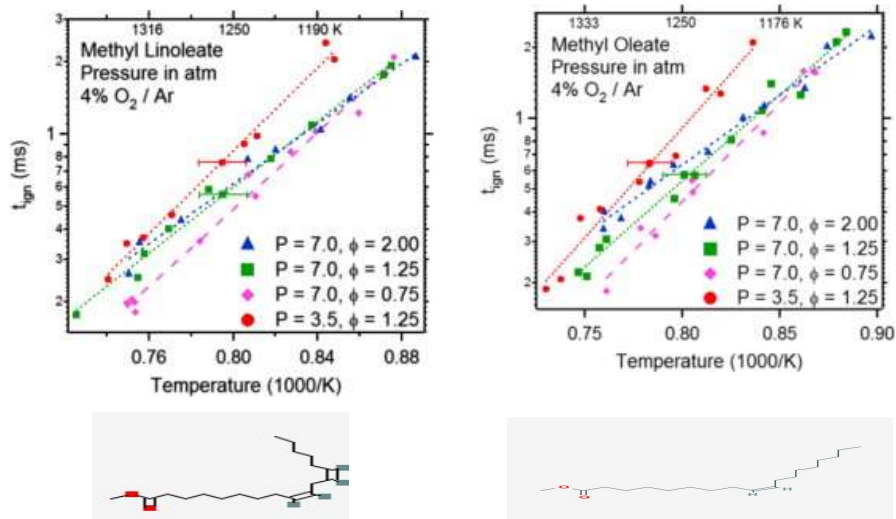 1316 1250 1190 K
Methyl Linoleate
Pressure in atm
4% O₂ / Ar
2
1
9
8
7
6
5
4
3
2
t_ign (ms)
P = 7.0, ϕ = 2.00
P = 7.0, ϕ = 1.25
P = 7.0, ϕ = 0.75
P = 3.5, ϕ = 1.25
0.76 0.80 0.84 0.88
Temperature (1000/K)
1333 1250 1176 K
Methyl Oleate
Pressure in atm
4% O₂ / Ar
2
1
9
8
7
6
5
4
3
2
t_ign (ms)
P = 7.0, ϕ = 2.00
P = 7.0, ϕ = 1.25
P = 7.0, ϕ = 0.75
P = 3.5, ϕ = 1.25
0.75 0.80 0.85 0.90
Temperature (1000/K)
O
O
H
H